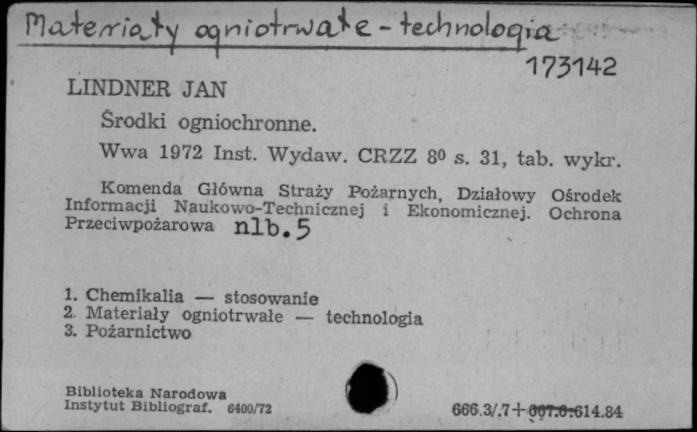 Materiały ogniotrwałe - technologia
173142
LINDNER JAN
Środki ogniochronne.
Wwa 1972 Inst. Wydaw. CRZZ 8⁰ s. 31, tab. wykr.
Komenda Główna Straży Pożarnych, Działowy Ośrodek
Informacji Naukowo-Technicznej i Ekonomicznej. Ochrona
Przeciwpożarowa nlb. 5
1. Chemikalia — stosowanie
2. Materiały ogniotrwałe — technologia
3. Pożarnictwo
Biblioteka Narodowa
Instytut Bibliograf. 6400/72
666.3/.7+614.84